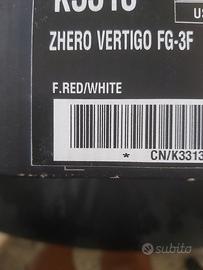 ZHERO VERTIGO FG-3F
F.RED/WHITE
* CN/K3313
subito